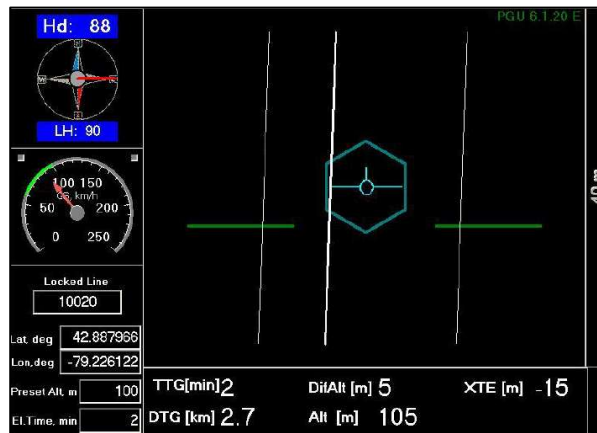 PGU 6.1.20 E
Hd: 88
N
W
LH: 90
100 150
GS, km/h
50 200
0 250
40 m
Locked Line
10020
Lat, deg 42.887966
Lon,deg -79.226122
Preset Alt, m 100
El.Time, min 2
TTG[min] 2 DifAlt [m] 5 XTE [m] -15
DTG [km] 2.7 Alt [m] 105